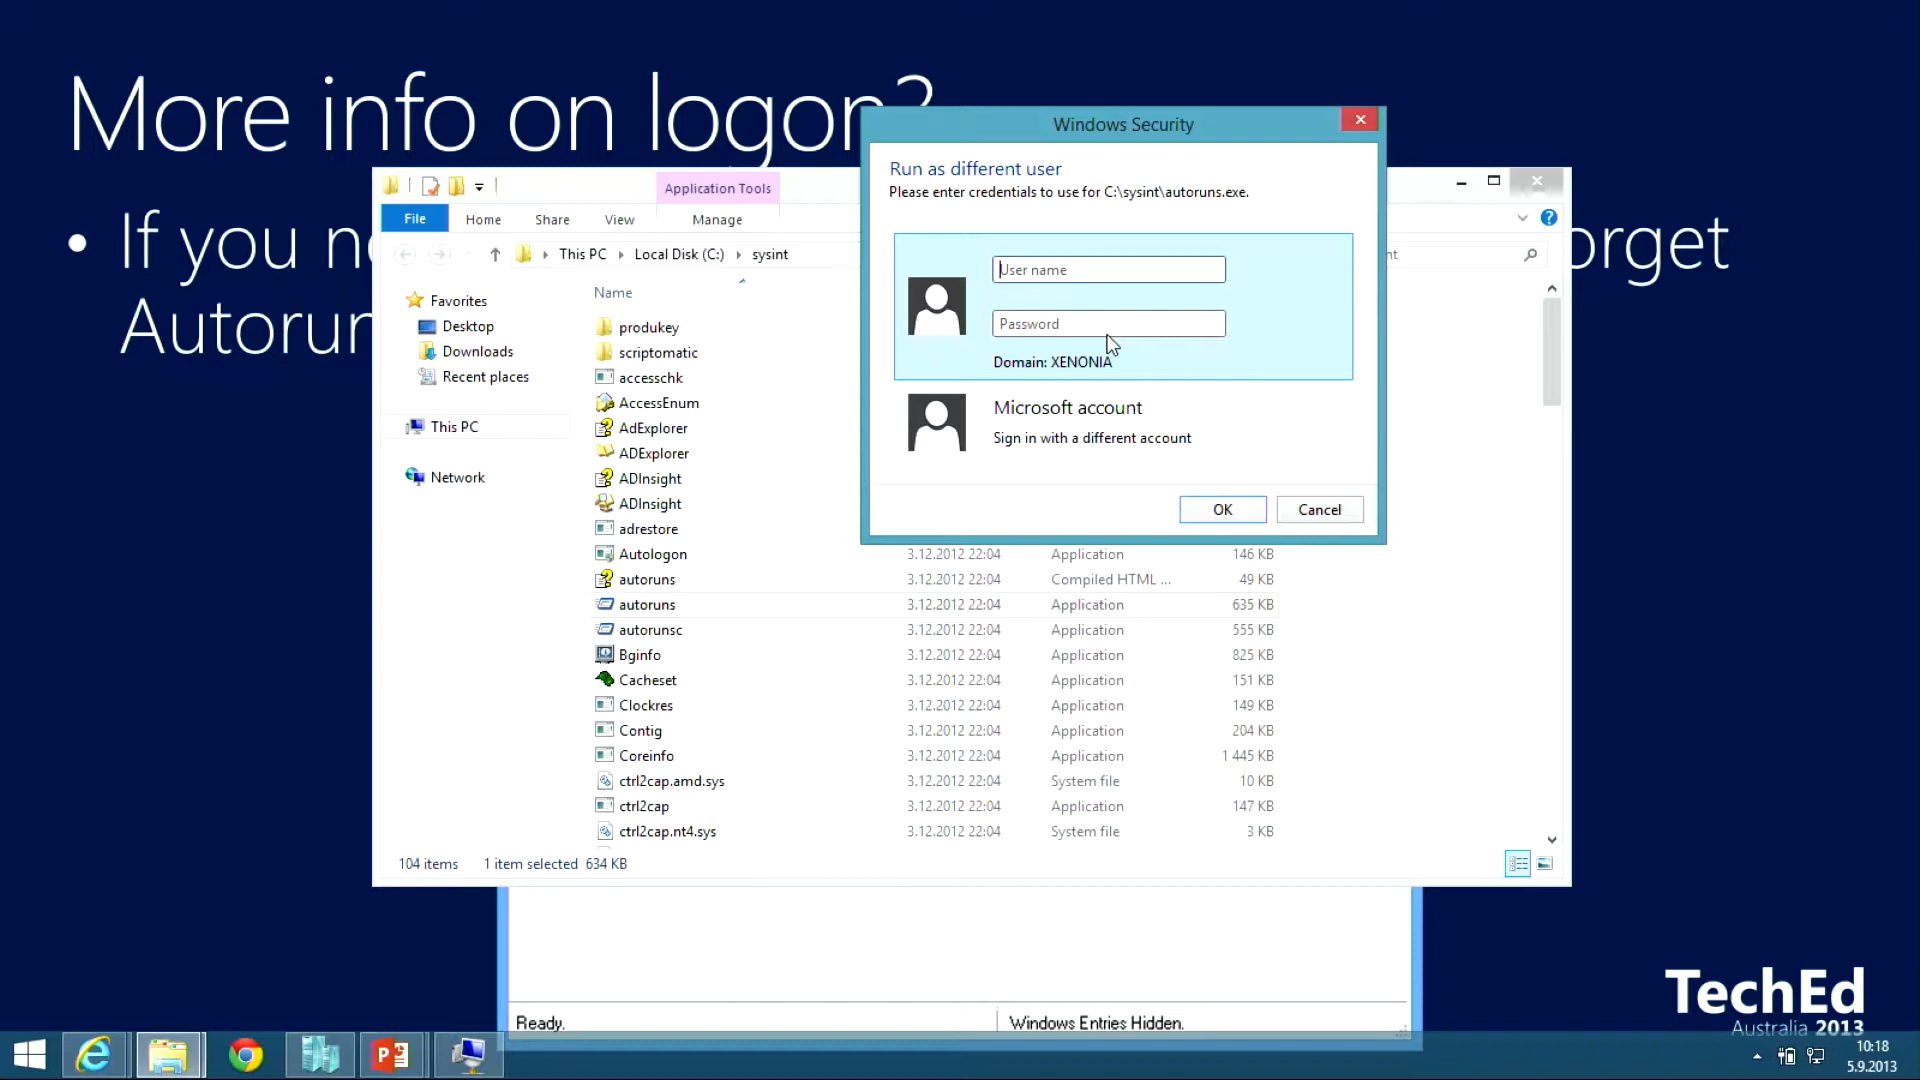 More info on logon?
Windows Security
Run as different user
Please enter credentials to use for C:\sysint\autoruns.exe.
User name
Password
Domain: XENONIA
Microsoft account
Sign in with a different account
OK
Cancel
Application Tools
File
Home
Share
View
Manage
This PC
Local Disk (C:)
sysint
If you
orget
Favorites
Desktop
Downloads
Recent places
This PC
Network
Name
produkey
scriptomatic
accesschk
AccessEnum
AdExplorer
ADExplorer
ADInsight
ADInsight
adrestore
Autologon 3.12.2012 22:04 Application 146 KB
autoruns 3.12.2012 22:04 Compiled HTML ... 49 KB
autoruns 3.12.2012 22:04 Application 635 KB
autorunsc 3.12.2012 22:04 Application 555 KB
Bginfo 3.12.2012 22:04 Application 825 KB
Cacheset 3.12.2012 22:04 Application 151 KB
Clockres 3.12.2012 22:04 Application 149 KB
Contig 3.12.2012 22:04 Application 204 KB
Coreinfo 3.12.2012 22:04 Application 1 445 KB
ctrl2cap.amd.sys 3.12.2012 22:04 System file 10 KB
ctrl2cap 3.12.2012 22:04 Application 147 KB
ctrl2cap.nt4.sys 3.12.2012 22:04 System file 3 KB
104 items 1 item selected 634 KB
Ready.
Windows Entries Hidden.
TechEd
Australia 2013
10:18
5.9.2013